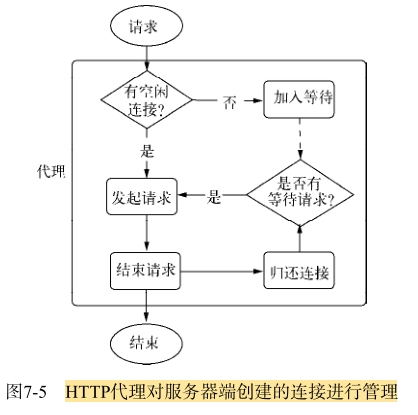 请求
有空闲
连接?
否
加入等待
是
代理
发起请求
是
是否有
等待请求?
结束请求
归还连接
结束
图7-5 HTTP代理对服务器端创建的连接进行管理